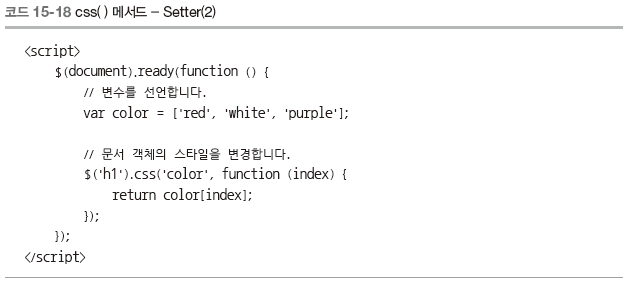 코드 15-18 css( ) 메서드 – Setter(2)
<script>
    $(document).ready(function () {
        // 변수를 선언합니다.
        var color = ['red', 'white', 'purple'];

        // 문서 객체의 스타일을 변경합니다.
        $('h1').css('color', function (index) {
            return color[index];
        });
    });
</script>